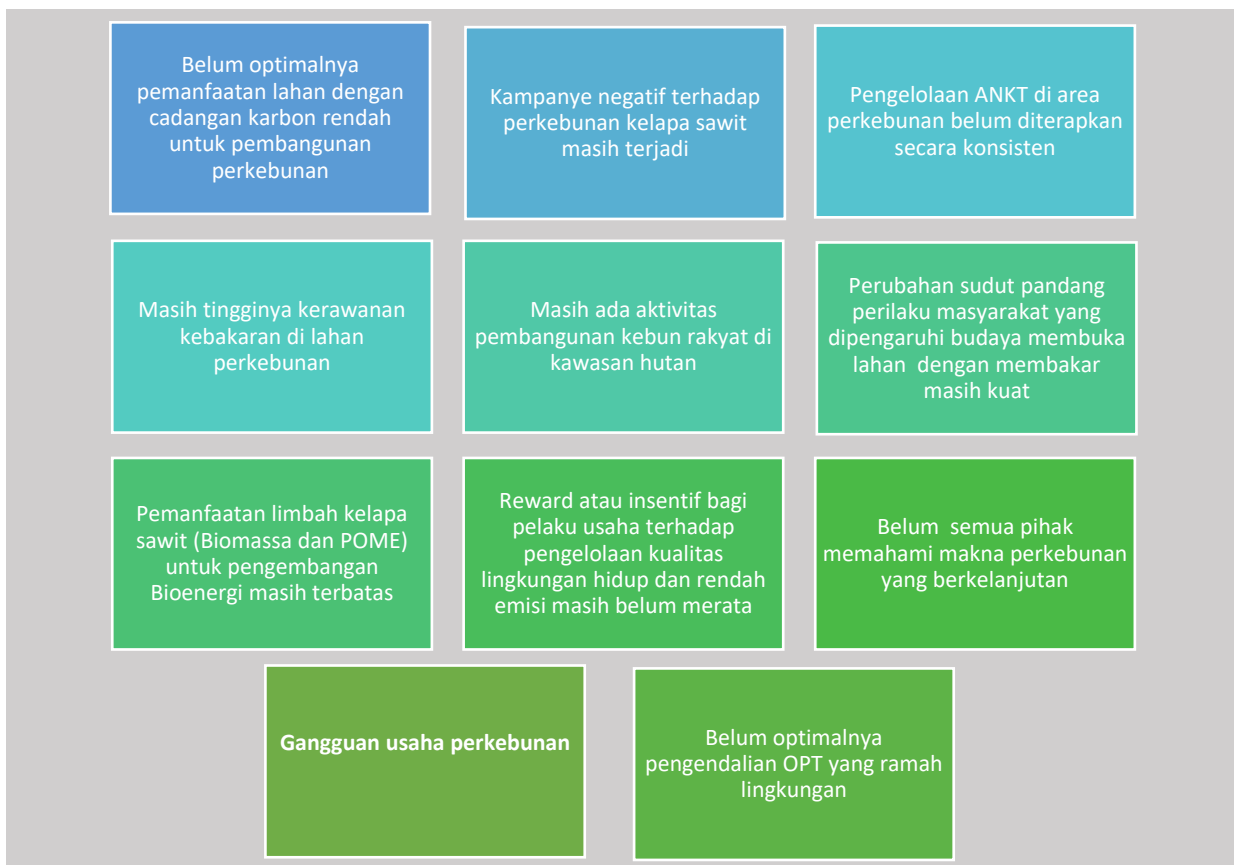 Belum optimalnya
pemanfaatan lahan dengan
cadangan karbon rendah
untuk pembangunan
perkebunan
Kampanye negatif terhadap
perkebunan kelapa sawit
masih terjadi
Pengelolaan ANKT di area
perkebunan belum diterapkan
secara konsisten
Masih tingginya kerawanan
kebakaran di lahan
perkebunan
Masih ada aktivitas
pembangunan kebun rakyat di
kawasan hutan
Perubahan sudut pandang
perilaku masyarakat yang
dipengaruhi budaya membuka
lahan  dengan membakar
masih kuat
Pemanfaatan limbah kelapa
sawit (Biomassa dan POME)
untuk pengembangan
Bioenergi masih terbatas
Reward atau insentif bagi
pelaku usaha terhadap
pengelolaan kualitas
lingkungan hidup dan rendah
emisi masih belum merata
Belum  semua pihak
memahami makna perkebunan
yang berkelanjutan
Gangguan usaha perkebunan
Belum optimalnya
pengendalian OPT yang ramah
lingkungan